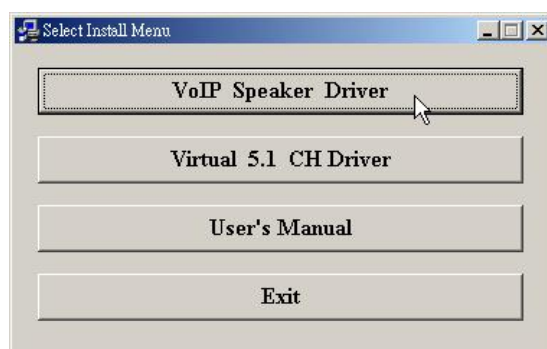 Select Install Menu
VoIP Speaker Driver
Virtual 5.1 CH Driver
User's Manual
Exit